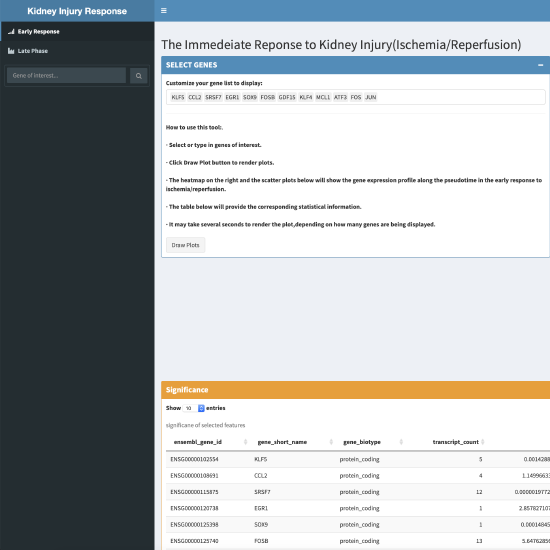 Kidney Injury Response
Early Response
Late Phase
Gene of Interest...
The Immedeiate Reponse to Kidney Injury(Ischemia/Reperfusion)
SELECT GENES
Customize your gene list to display:
KLF5 CCL2 SRSF7 EGR1 SOX9 FOSB GDF15 KLF4 MCL1 ATF3 FOS JUN
How to use this tool:.
· Select or type in genes of interest.
· Click Draw Plot button to render plots.
· The heatmap on the right and the scatter plots below will show the gene expression profile along the pseudotime in the early response to
ischemia/reperfusion.
· The table below will provide the corresponding statistical information.
· It may take several seconds to render the plot,depending on how many genes are being displayed.
Draw Plots
Significance
Show 10 entries
significane of selected features
ensembl_gene_id gene_short_name gene_biotype transcript_count
ENSG00000102554 KLF5 protein_coding 5 0.0014288
ENSG00000108691 CCL2 protein_coding 4 1.1499663
ENSG00000115875 SRSF7 protein_coding 12 0.0000019772
ENSG00000120738 EGR1 protein_coding 1 2.857827107
ENSG00000125398 SOX9 protein_coding 1 0.00014845
ENSG00000125740 FOSB protein_coding 13 5.64762850